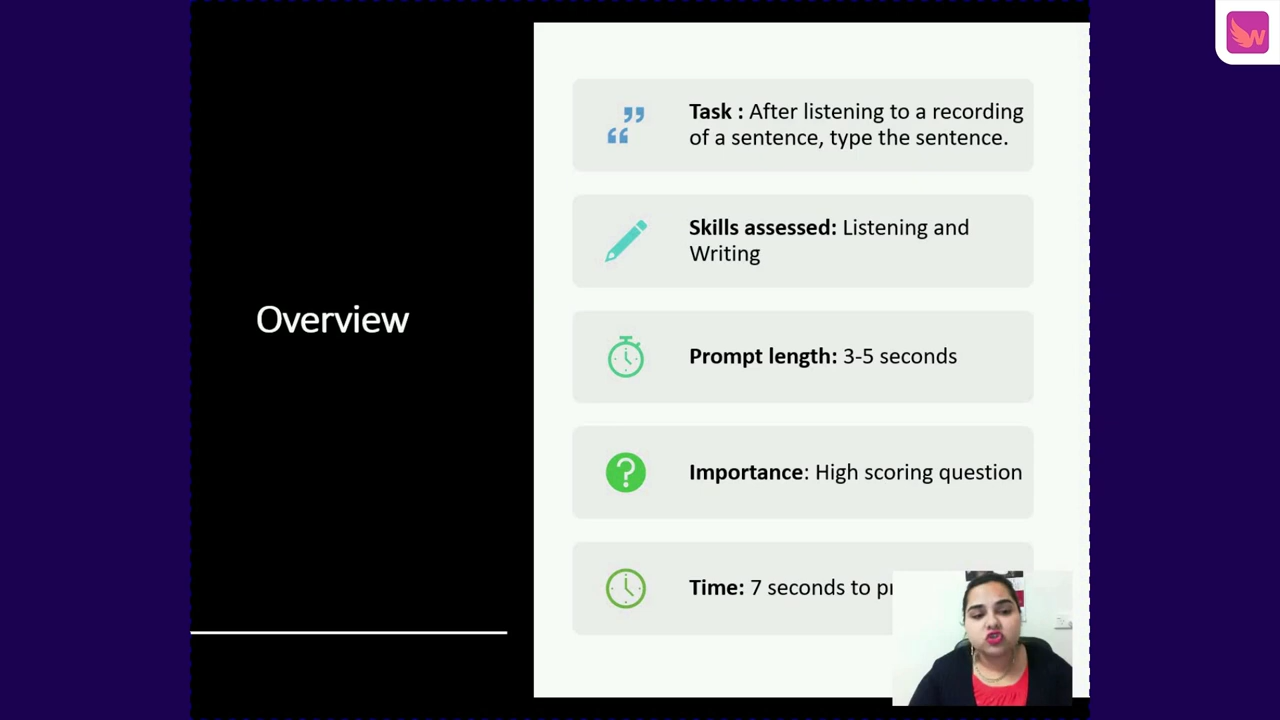 Overview
Task : After listening to a recording
of a sentence, type the sentence.
Skills assessed: Listening and
Writing
Prompt length: 3-5 seconds
Importance: High scoring question
Time: 7 seconds to